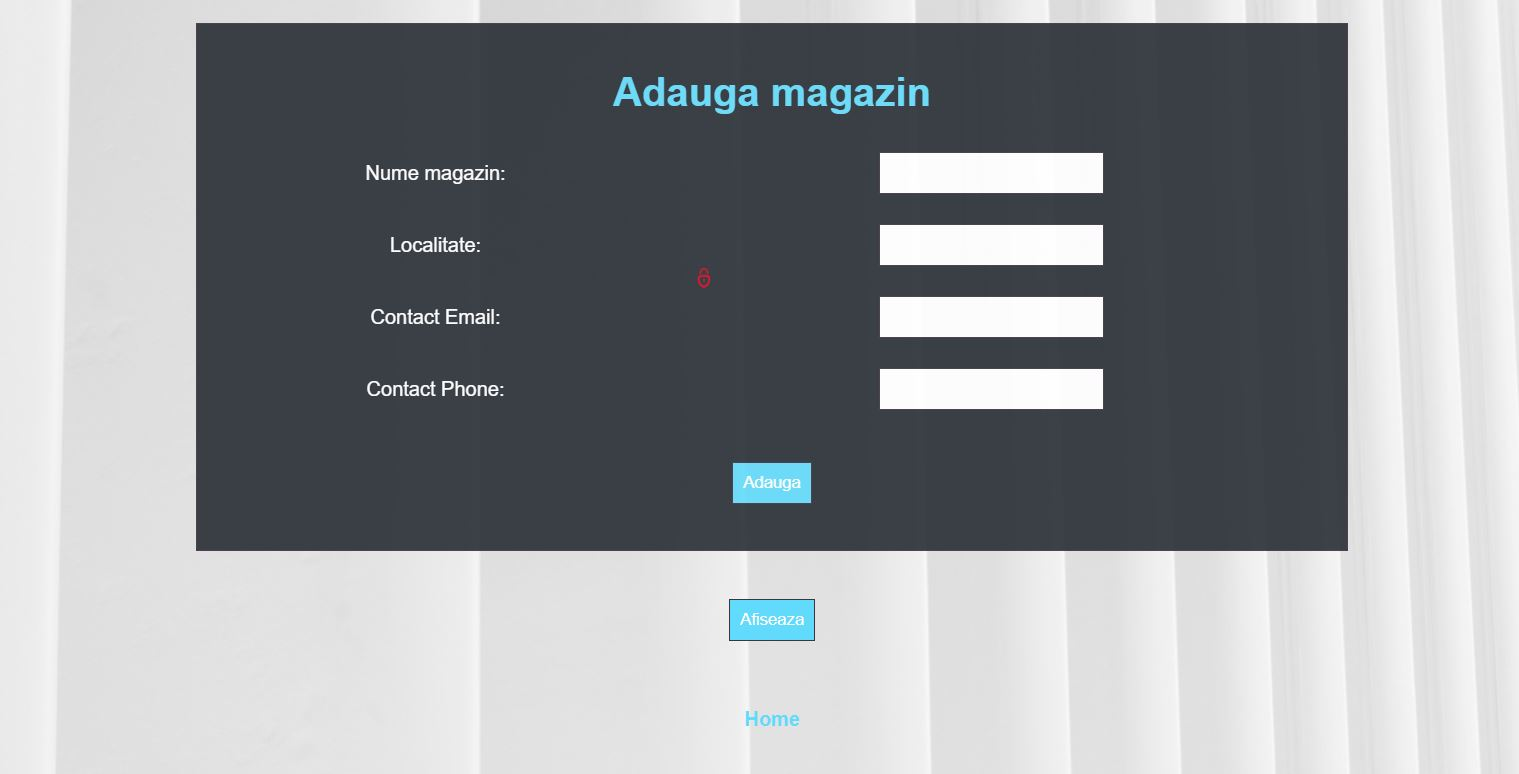 Adauga magazin
Nume magazin:
Localitate:
Contact Email:
Contact Phone:
Adauga
Afiseaza
Home